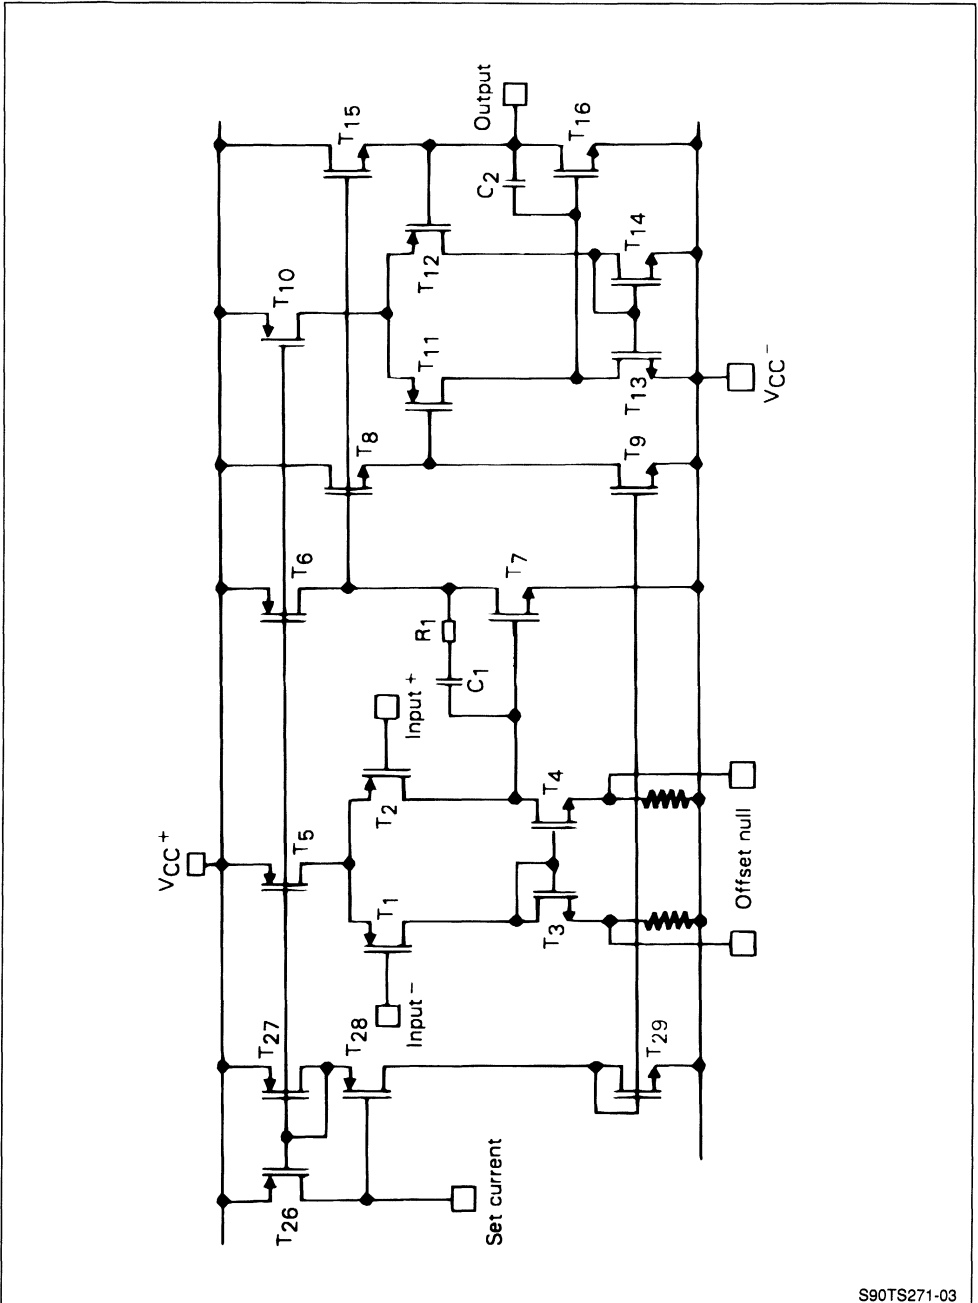 Output
T15
T16
C2
T10
T12
T14
T11
T13
VCC-
T8
T9
T6
T7
R1
C1
Input +
VCC+
T5
T2
T4
Offset null
T1
T3
Input -
T27
T28
T29
T26
Set current
S90TS271-03